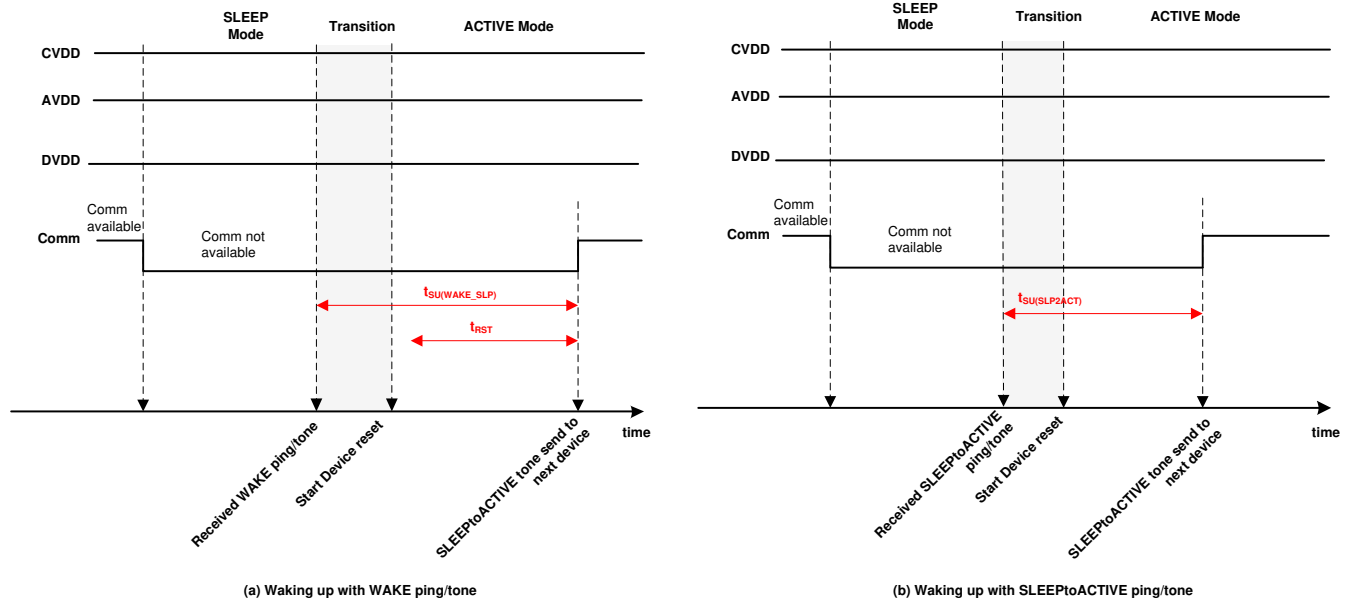 SLEEP
Mode
Transition
ACTIVE Mode
CVDD
AVDD
DVDD
Comm
available
Comm
Comm not
available
tSU(WAKE_SLP)
tRST
time
Received WAKE ping/tone
Start Device reset
SLEEPtoACTIVE tone send to
next device
(a) Waking up with WAKE ping/tone
SLEEP
Mode
Transition
ACTIVE Mode
CVDD
AVDD
DVDD
Comm
available
Comm
Comm not
available
tSU(SLP2ACT)
time
Received SLEEPtoACTIVE
ping/tone
Start Device reset
SLEEPtoACTIVE tone send to
next device
(b) Waking up with SLEEPtoACTIVE ping/tone